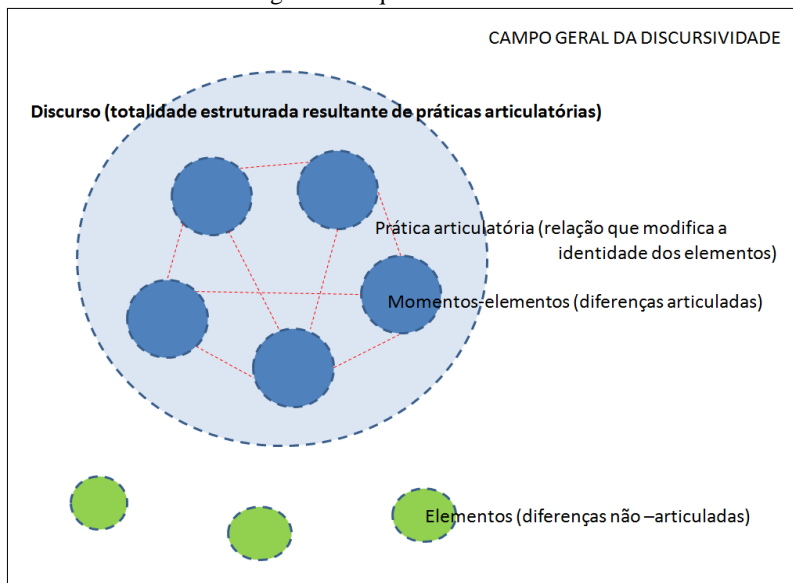 CAMPO GERAL DA DISCURSIVIDADE
Discurso (totalidade estruturada resultante de práticas articulatórias)
Prática articulatória (relação que modifica a
identidade dos elementos)
Momentos-elementos (diferenças articuladas)
Elementos (diferenças não –articuladas)